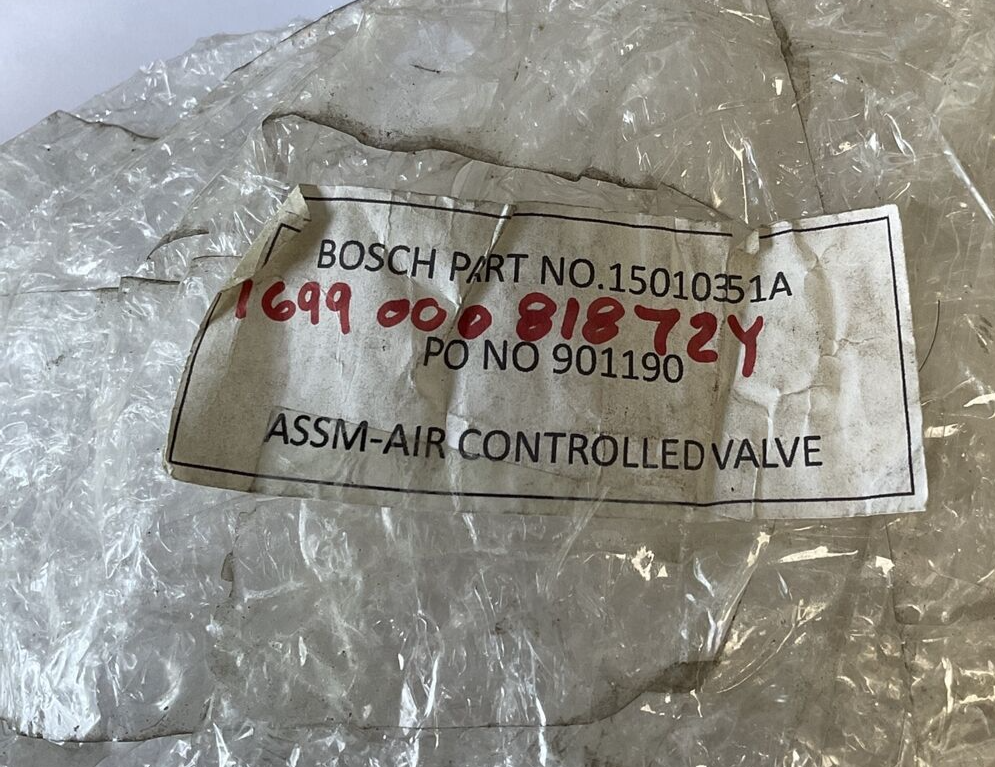 BOSCH PART NO.15010351A
1699 000 81872Y
PO NO 901190
ASSM-AIR CONTROLLED VALVE